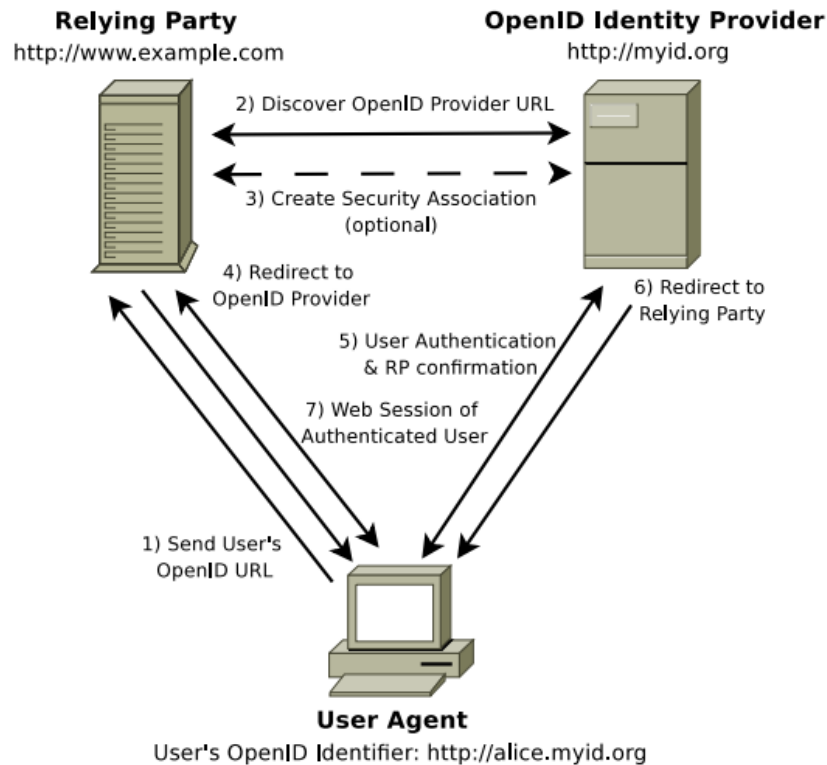 Relying Party
http://www.example.com
OpenID Identity Provider
http://myid.org
2) Discover OpenID Provider URL
3) Create Security Association
(optional)
4) Redirect to
OpenID Provider
6) Redirect to
Relying Party
5) User Authentication
& RP confirmation
7) Web Session of
Authenticated User
1) Send User's
OpenID URL
User Agent
User's OpenID Identifier: http://alice.myid.org